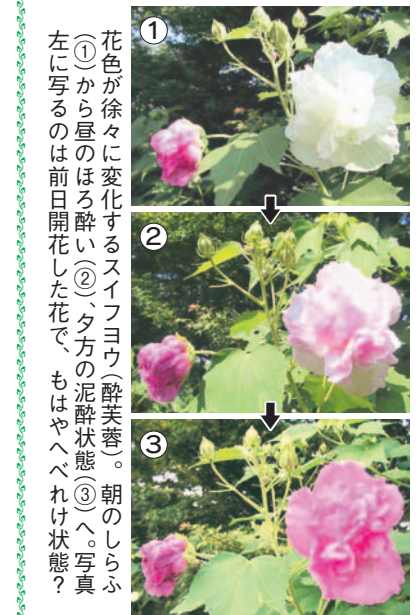 ①
②
③
花色が徐々に変化するスイフヨウ(酔芙蓉)。朝のしらふ
(①)から昼のほろ酔い(②)、夕方の泥酔状態(③)へ。写真
左に写るのは前日開花した花で、もはやへべれけ状態?